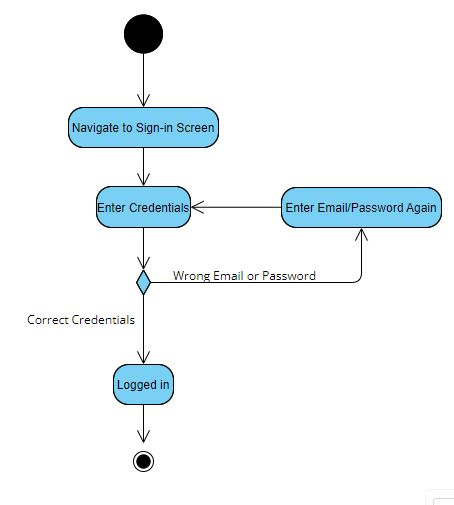 Navigate to Sign-in Screen
Enter Credentials
Enter Email/Password Again
Wrong Email or Password
Correct Credentials
Logged in